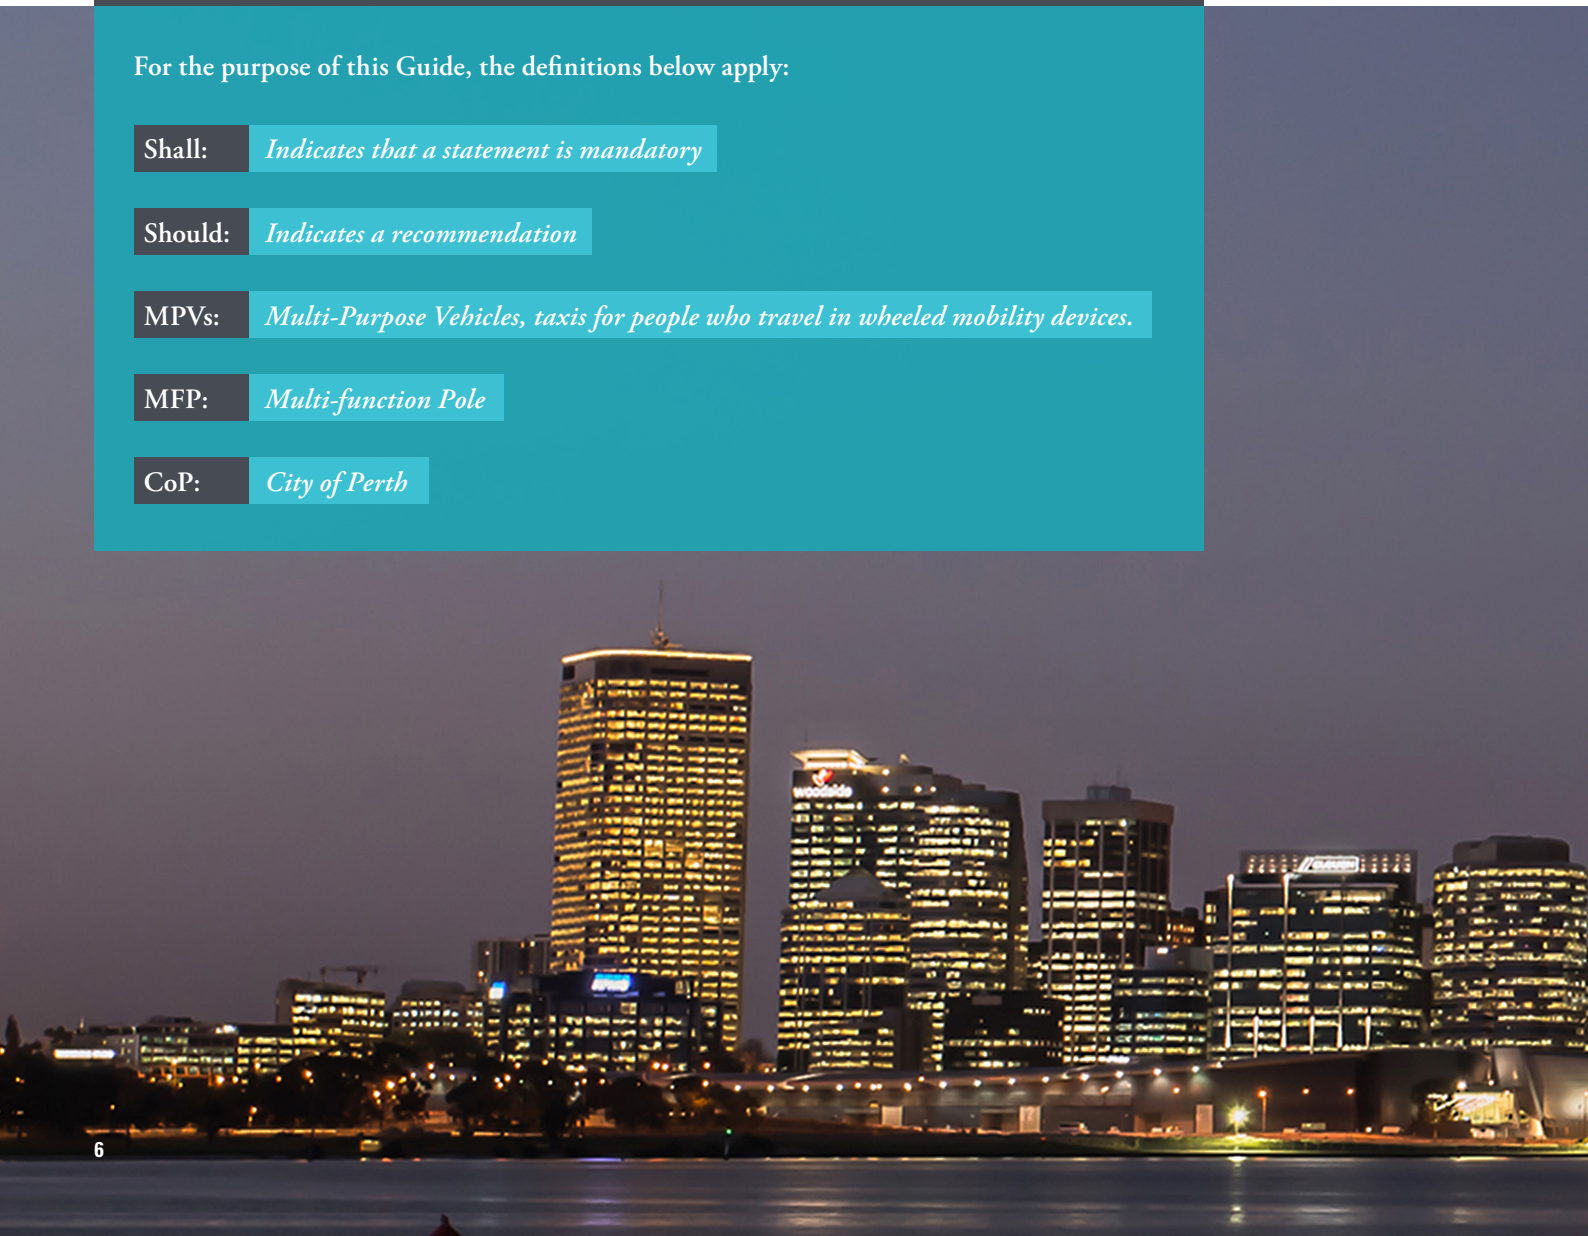 For the purpose of this Guide, the definitions below apply:
Shall: Indicates that a statement is mandatory
Should: Indicates a recommendation
MPVs: Multi-Purpose Vehicles, taxis for people who travel in wheeled mobility devices.
MFP: Multi-function Pole
CoP: City of Perth
woodside
CLOUGH
KPMG
6